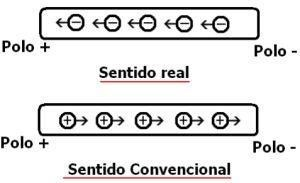 Polo +
Polo -
Sentido real
Polo +
Polo -
Sentido Convencional